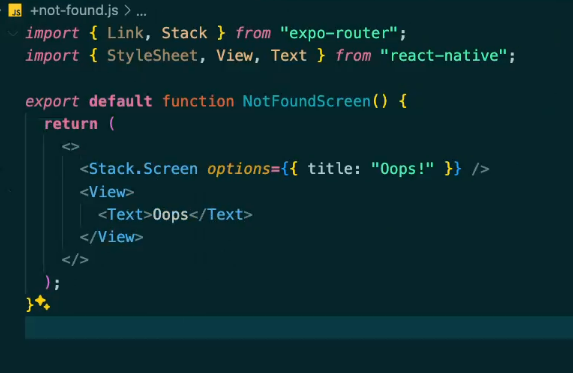 JS +not-found.js > ...
import { Link, Stack } from "expo-router";
import { StyleSheet, View, Text } from "react-native";
export default function NotFoundScreen() {
return (
<>
<Stack.Screen options={{ title: "Oops!" }} />
<View>
<Text>Oops</Text>
</View>
</>
);
}